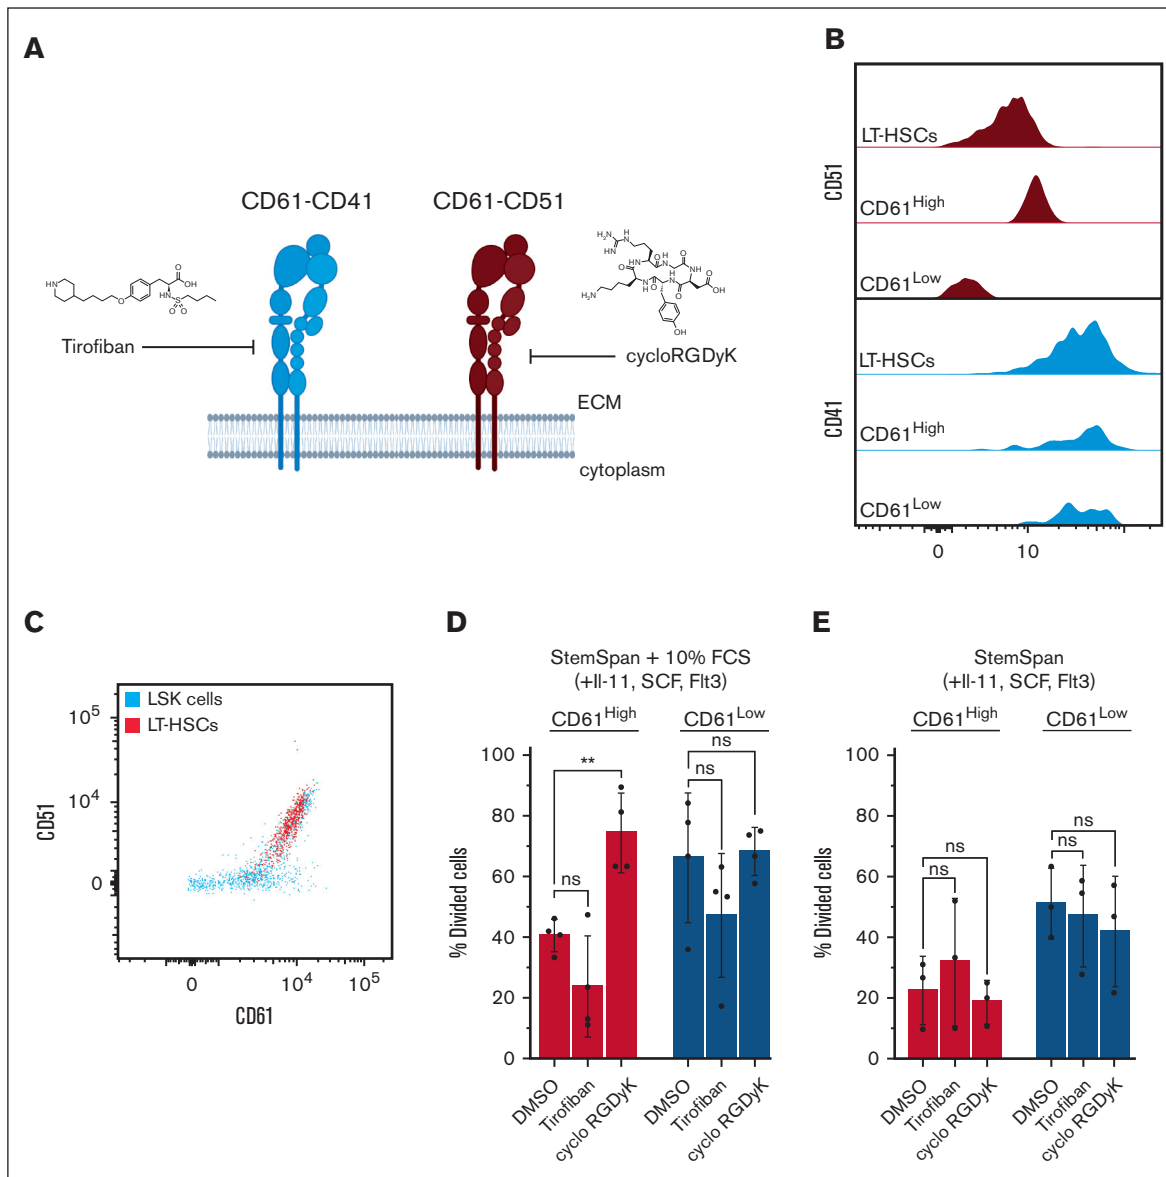 A
CD61-CD41
CD61-CD51
HN
O
O
OH
HN
S
O
O
Tirofiban
cycloRGDyK
ECM
cytoplasm
B
CD51
LT-HSCs
CD61High
CD61Low
CD41
LT-HSCs
CD61High
CD61Low
0
10
C
LSK cells
LT-HSCs
CD51
105
104
0
0
104
105
CD61
D
StemSpan + 10% FCS
(+Il-11, SCF, Flt3)
CD61High
CD61Low
% Divided cells
100
80
60
40
20
0
**
ns
ns
ns
DMSO
Tirofiban
cyclo RGDyK
DMSO
Tirofiban
cyclo RGDyK
E
StemSpan
(+Il-11, SCF, Flt3)
CD61High
CD61Low
% Divided cells
100
80
60
40
20
0
ns
ns
ns
ns
DMSO
Tirofiban
cyclo RGDyK
DMSO
Tirofiban
cyclo RGDyK